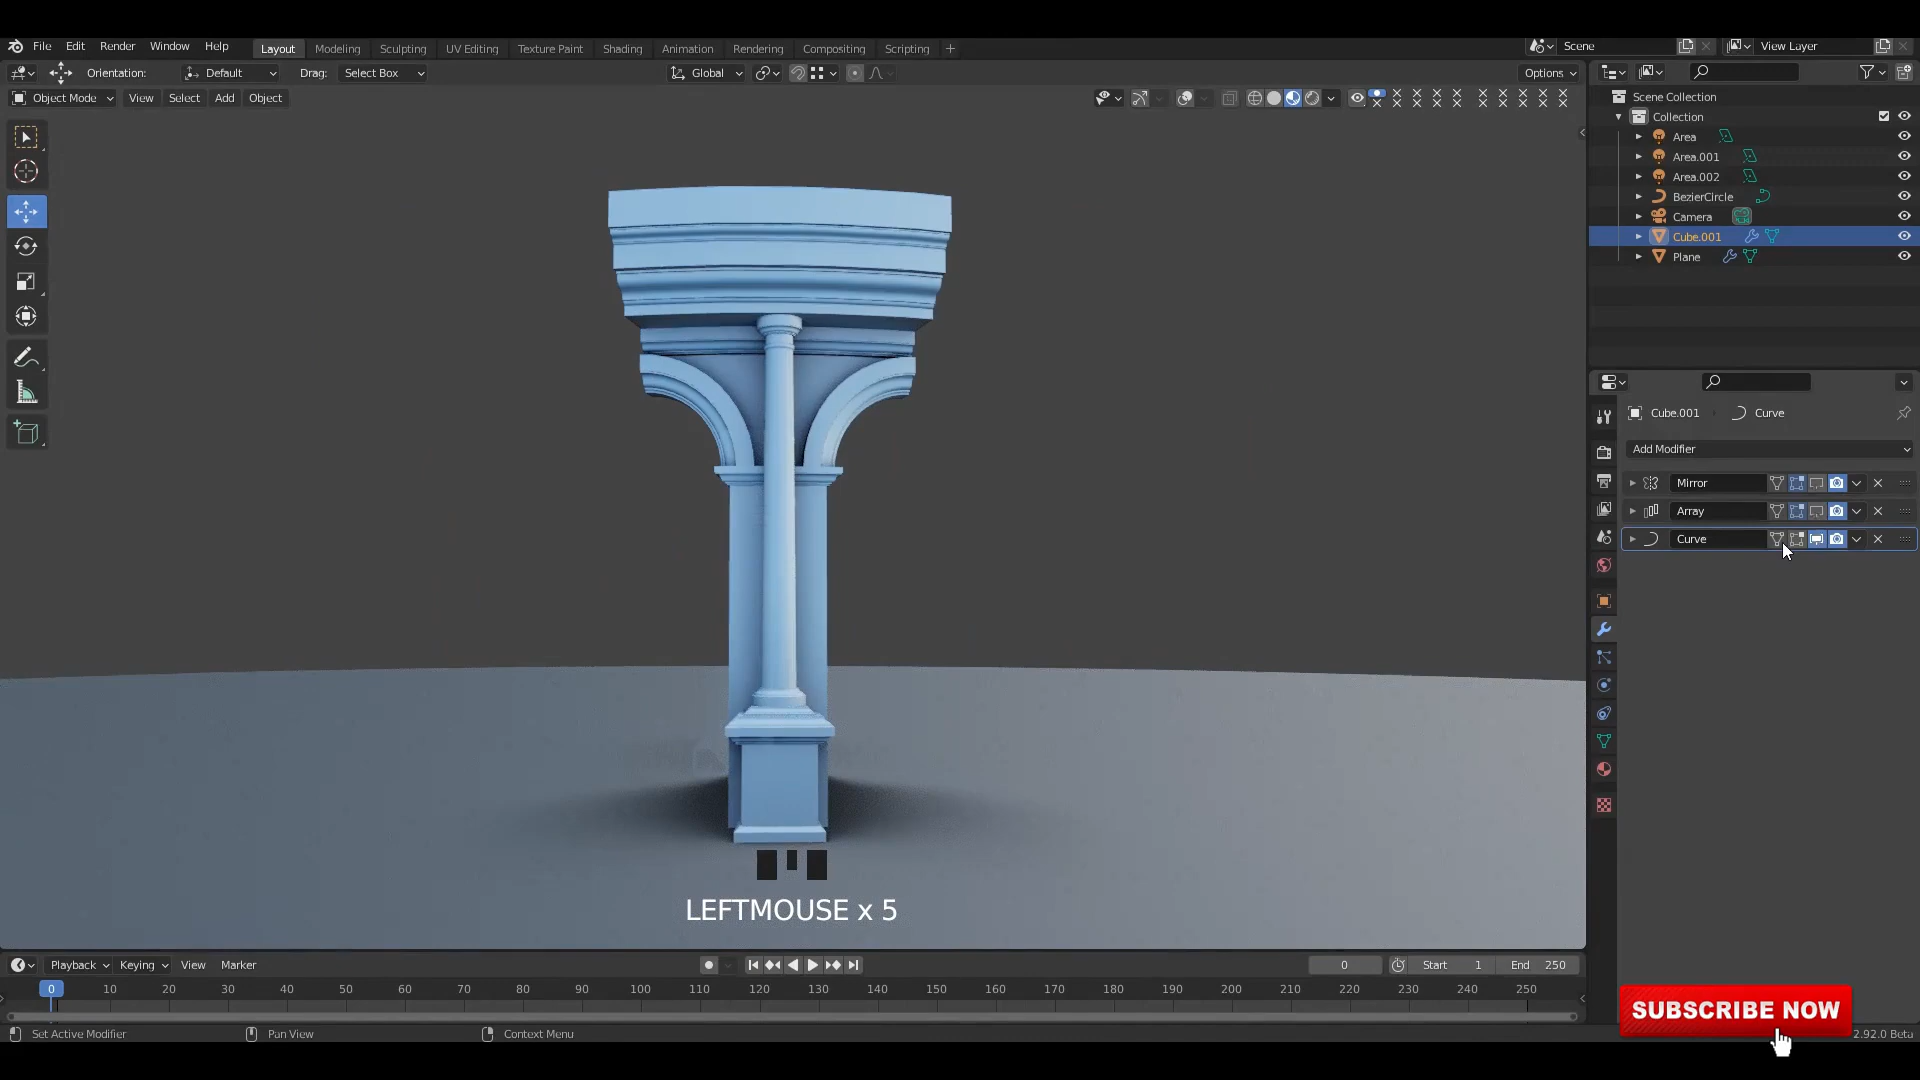 File Edit Render Window Help Layout Modeling Sculpting UV Editing Texture Paint Shading Animation Rendering Compositing Scripting + Scene View Layer
Orientation: Default Drag: Select Box Global Options
Object Mode View Select Add Object
Scene Collection
Collection
Area
Area.001
Area.002
BezierCircle
Camera
Cube.001
Plane
Cube.001 Curve
Add Modifier
Mirror
Array
Curve
LEFTMOUSE x 5
Playback Keying View Marker 0 Start 1 End 250
0 10 20 30 40 50 60 70 80 90 100 110 120 130 140 150 160 170 180 190 200 210 220 230 240 250
SUBSCRIBE NOW
Set Active Modifier Pan View Context Menu 2.92.0 Beta